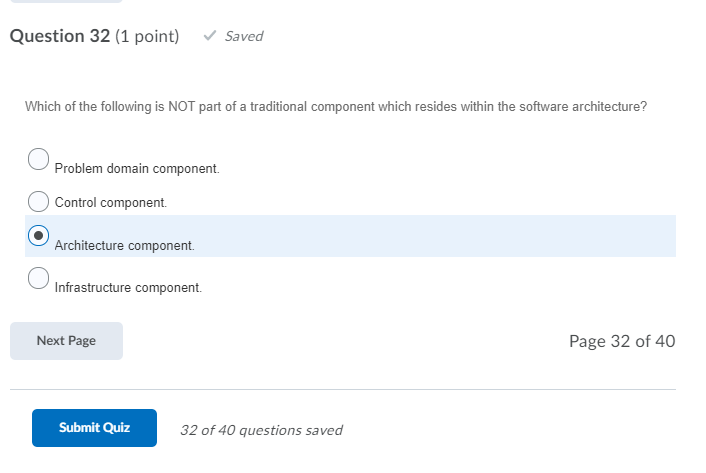 Question 32 (1 point) ✓ Saved
Which of the following is NOT part of a traditional component which resides within the software architecture?
Problem domain component.
Control component.
Architecture component.
Infrastructure component.
Next Page Page 32 of 40
Submit Quiz 32 of 40 questions saved